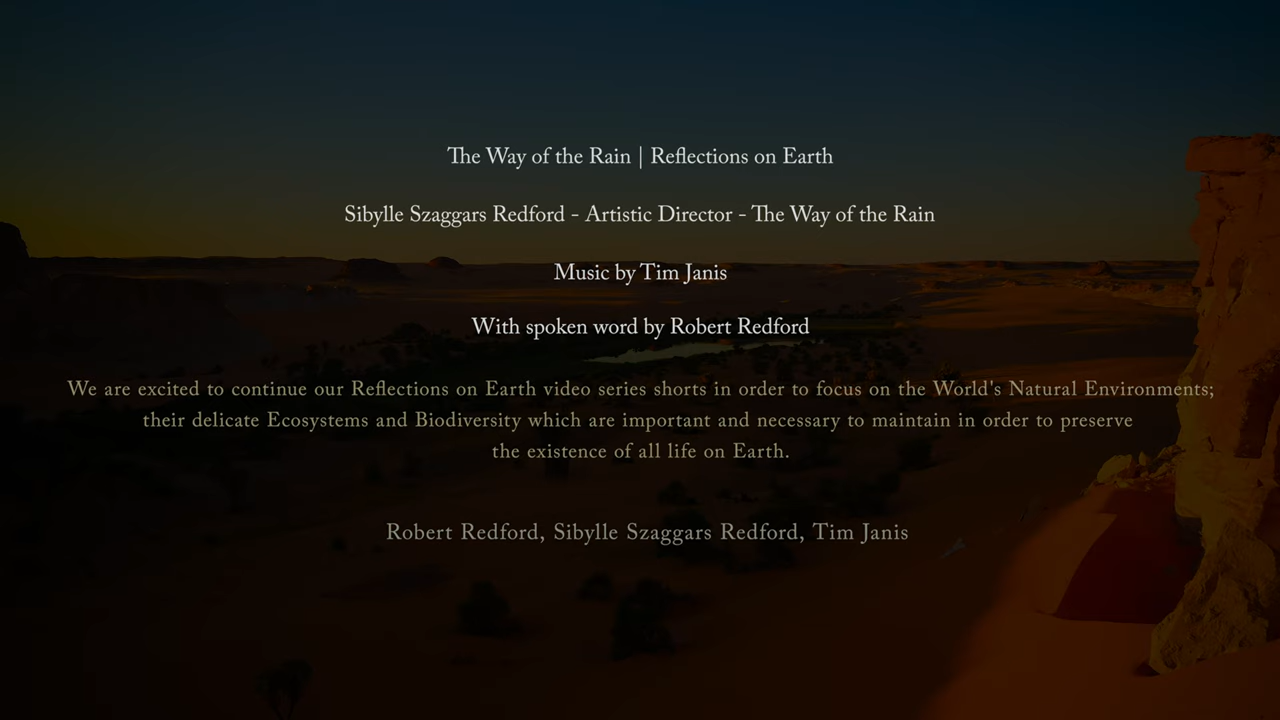 The Way of the Rain | Reflections on Earth
Sibylle Szaggars Redford - Artistic Director - The Way of the Rain
Music by Tim Janis
With spoken word by Robert Redford
We are excited to continue our Reflections on Earth video series shorts in order to focus on the World's Natural Environments;
their delicate Ecosystems and Biodiversity which are important and necessary to maintain in order to preserve
the existence of all life on Earth.
Robert Redford, Sibylle Szaggars Redford, Tim Janis